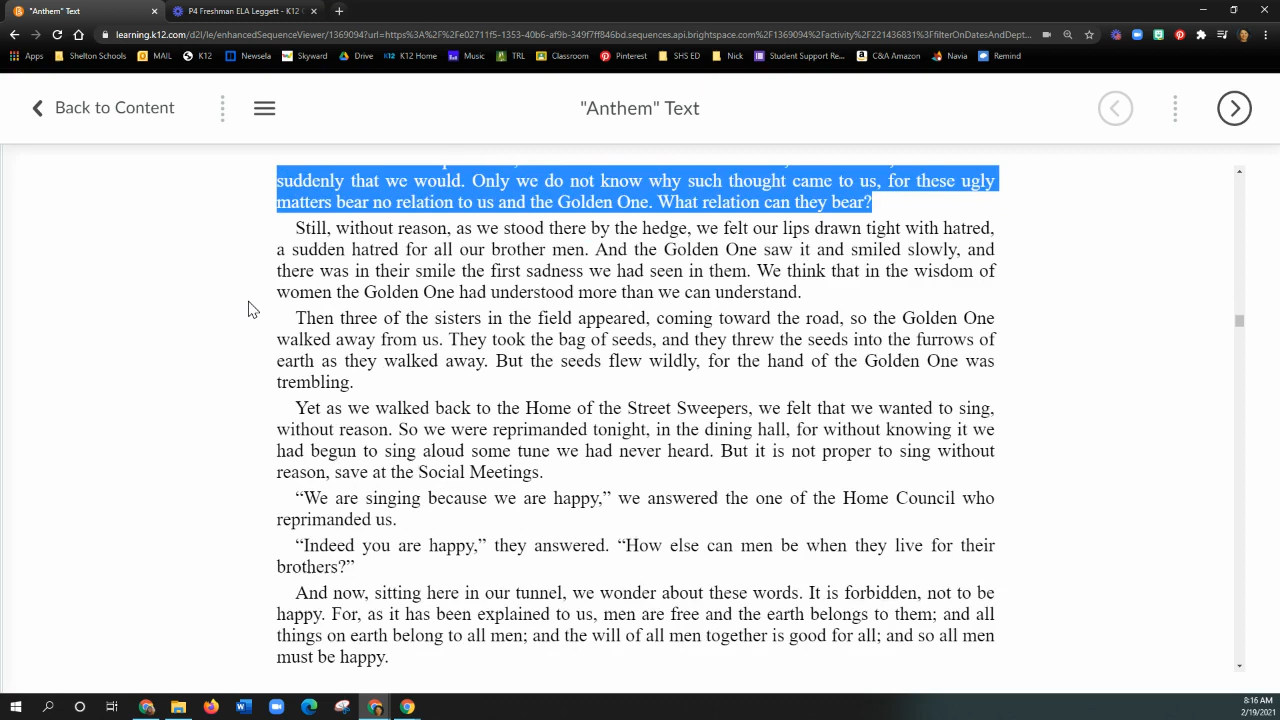 "Anthem" Text
P4 Freshman ELA Leggett - K12
learning.k12.com/d2l/le/enhancedSequenceViewer/1369094?url=https%3A%2F%2Fe02711f5-1353-40b6-af9b-349f7ff846bd.sequences.api.brightspace.com%2F1369094%2Factivity%2F221436831%3FfilterOnDatesAndDept...
Apps Shelton Schools MAIL K12 Newsela Skyward Drive K12 Home Music TRL Classroom Pinterest SHS ED Nick Student Support Re... C&A Amazon Navia Remind
Back to Content "Anthem" Text
suddenly that we would. Only we do not know why such thought came to us, for these ugly
matters bear no relation to us and the Golden One. What relation can they bear?
Still, without reason, as we stood there by the hedge, we felt our lips drawn tight with hatred,
a sudden hatred for all our brother men. And the Golden One saw it and smiled slowly, and
there was in their smile the first sadness we had seen in them. We think that in the wisdom of
women the Golden One had understood more than we can understand.
Then three of the sisters in the field appeared, coming toward the road, so the Golden One
walked away from us. They took the bag of seeds, and they threw the seeds into the furrows of
earth as they walked away. But the seeds flew wildly, for the hand of the Golden One was
trembling.
Yet as we walked back to the Home of the Street Sweepers, we felt that we wanted to sing,
without reason. So we were reprimanded tonight, in the dining hall, for without knowing it we
had begun to sing aloud some tune we had never heard. But it is not proper to sing without
reason, save at the Social Meetings.
“We are singing because we are happy,” we answered the one of the Home Council who
reprimanded us.
“Indeed you are happy,” they answered. “How else can men be when they live for their
brothers?”
And now, sitting here in our tunnel, we wonder about these words. It is forbidden, not to be
happy. For, as it has been explained to us, men are free and the earth belongs to them; and all
things on earth belong to all men; and the will of all men together is good for all; and so all men
must be happy.
8:16 AM
2/19/2021